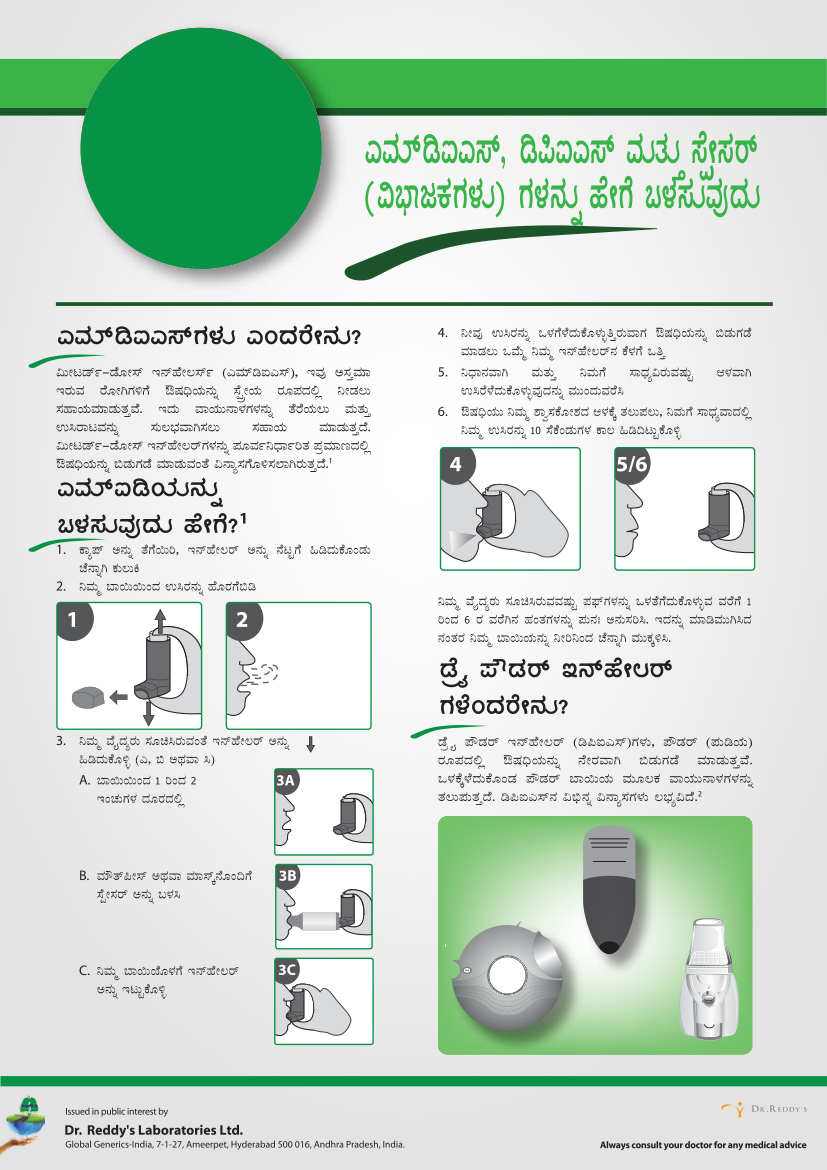 ಎಮ್‌ಡಿಐಎಸ್, ಡಿಪಿಐಎಸ್ ಮತ್ತು ಸ್ಪೇಸರ್
(ವಿಭಾಜಕಗಳು) ಗಳನ್ನು ಹೇಗೆ ಬಳಸುವುದು
ಎಮ್‌ಡಿಐಎಸ್‌ಗಳು ಎಂದರೇನು?
ಮೀಟರ್ಡ್-ಡೋಸ್ ಇನ್‌ಹೇಲರ್ಸ್ (ಎಮ್‌ಡಿಐಎಸ್), ಇವು ಅಸ್ತಮಾ
ಇರುವ ರೋಗಿಗಳಿಗೆ ಔಷಧಿಯನ್ನು ಸ್ಪ್ರೇಯ ರೂಪದಲ್ಲಿ ನೀಡಲು
ಸಹಾಯಮಾಡುತ್ತವೆ. ಇದು ವಾಯುನಾಳಗಳನ್ನು ತೆರೆಯಲು ಮತ್ತು
ಉಸಿರಾಟವನ್ನು ಸುಲಭವಾಗಿಸಲು ಸಹಾಯ ಮಾಡುತ್ತದೆ.
ಮೀಟರ್ಡ್-ಡೋಸ್ ಇನ್‌ಹೇಲರ್‌ಗಳನ್ನು ಪೂರ್ವನಿರ್ಧಾರಿತ ಪ್ರಮಾಣದಲ್ಲಿ
ಔಷಧಿಯನ್ನು ಬಿಡುಗಡೆ ಮಾಡುವಂತೆ ವಿನ್ಯಾಸಗೊಳಿಸಲಾಗಿರುತ್ತದೆ.1
ಎಮ್‌ಐಡಿಯನ್ನು
ಬಳಸುವುದು ಹೇಗೆ?1
1. ಕ್ಯಾಪ್ ಅನ್ನು ತೆಗೆಯಿರಿ, ಇನ್‌ಹೇಲರ್ ಅನ್ನು ನೆಟ್ಟಗೆ ಹಿಡಿದುಕೊಂಡು
ಚೆನ್ನಾಗಿ ಕುಲುಕಿ
2. ನಿಮ್ಮ ಬಾಯಿಯಿಂದ ಉಸಿರನ್ನು ಹೊರಗೆಬಿಡಿ
1
2
3. ನಿಮ್ಮ ವೈದ್ಯರು ಸೂಚಿಸಿರುವಂತೆ ಇನ್‌ಹೇಲರ್ ಅನ್ನು
ಹಿಡಿದುಕೊಳ್ಳಿ (ಎ, ಬಿ ಅಥವಾ ಸಿ)
A. ಬಾಯಿಯಿಂದ 1 ರಿಂದ 2
ಇಂಚುಗಳ ದೂರದಲ್ಲಿ
3A
B. ಮೌತ್‌ಪೀಸ್ ಅಥವಾ ಮಾಸ್ಕ್‌ನೊಂದಿಗೆ
ಸ್ಪೇಸರ್ ಅನ್ನು ಬಳಸಿ
3B
C. ನಿಮ್ಮ ಬಾಯಿಯೊಳಗೆ ಇನ್‌ಹೇಲರ್
ಅನ್ನು ಇಟ್ಟುಕೊಳ್ಳಿ
3C
4. ನೀವು ಉಸಿರನ್ನು ಒಳಗೆಳೆದುಕೊಳ್ಳುತ್ತಿರುವಾಗ ಔಷಧಿಯನ್ನು ಬಿಡುಗಡೆ
ಮಾಡಲು ಒಮ್ಮೆ ನಿಮ್ಮ ಇನ್‌ಹೇಲರ್‌ನ ಕೆಳಗೆ ಒತ್ತಿ
5. ನಿಧಾನವಾಗಿ ಮತ್ತು ನಿಮಗೆ ಸಾಧ್ಯವಿರುವಷ್ಟು ಆಳವಾಗಿ
ಉಸಿರೆಳೆದುಕೊಳ್ಳುವುದನ್ನು ಮುಂದುವರೆಸಿ
6. ಔಷಧಿಯು ನಿಮ್ಮ ಶ್ವಾಸಕೋಶದ ಆಳಕ್ಕೆ ತಲುಪಲು, ನಿಮಗೆ ಸಾಧ್ಯವಾದಲ್ಲಿ
ನಿಮ್ಮ ಉಸಿರನ್ನು 10 ಸೆಕೆಂಡುಗಳ ಕಾಲ ಹಿಡಿದಿಟ್ಟುಕೊಳ್ಳಿ
4
5/6
ನಿಮ್ಮ ವೈದ್ಯರು ಸೂಚಿಸಿರುವವಷ್ಟು ಪಫ್‌ಗಳನ್ನು ಒಳತೆಗೆದುಕೊಳ್ಳುವ ವರೆಗೆ 1
ರಿಂದ 6 ರ ವರೆಗಿನ ಹಂತಗಳನ್ನು ಪುನಃ ಅನುಸರಿಸಿ. ಇದನ್ನು ಮಾಡಿಮುಗಿಸಿದ
ನಂತರ ನಿಮ್ಮ ಬಾಯಿಯನ್ನು ನೀರಿನಿಂದ ಚೆನ್ನಾಗಿ ಮುಕ್ಕಳಿಸಿ.
ಡ್ರೈ ಪೌಡರ್ ಇನ್‌ಹೇಲರ್
ಗಳೆಂದರೇನು?
ಡ್ರೈ ಪೌಡರ್ ಇನ್‌ಹೇಲರ್ (ಡಿಪಿಐಎಸ್)ಗಳು, ಪೌಡರ್ (ಪುಡಿಯ)
ರೂಪದಲ್ಲಿ ಔಷಧಿಯನ್ನು ನೇರವಾಗಿ ಬಿಡುಗಡೆ ಮಾಡುತ್ತವೆ.
ಒಳಕ್ಕೆಳೆದುಕೊಂಡ ಪೌಡರ್ ಬಾಯಿಯ ಮೂಲಕ ವಾಯುನಾಳಗಳನ್ನು
ತಲುಪುತ್ತದೆ. ಡಿಪಿಐಎಸ್‌ನ ವಿಭಿನ್ನ ವಿನ್ಯಾಸಗಳು ಲಭ್ಯವಿದೆ.2
Issued in public interest by
Dr. Reddy's Laboratories Ltd.
Global Generics-India, 7-1-27, Ameerpet, Hyderabad 500 016, Andhra Pradesh, India.
DR.REDDY'S
Always consult your doctor for any medical advice